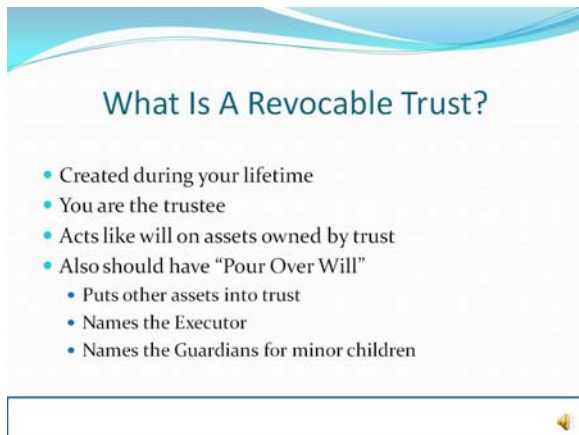 What Is A Revocable Trust?
• Created during your lifetime
• You are the trustee
• Acts like will on assets owned by trust
• Also should have “Pour Over Will”
• Puts other assets into trust
• Names the Executor
• Names the Guardians for minor children